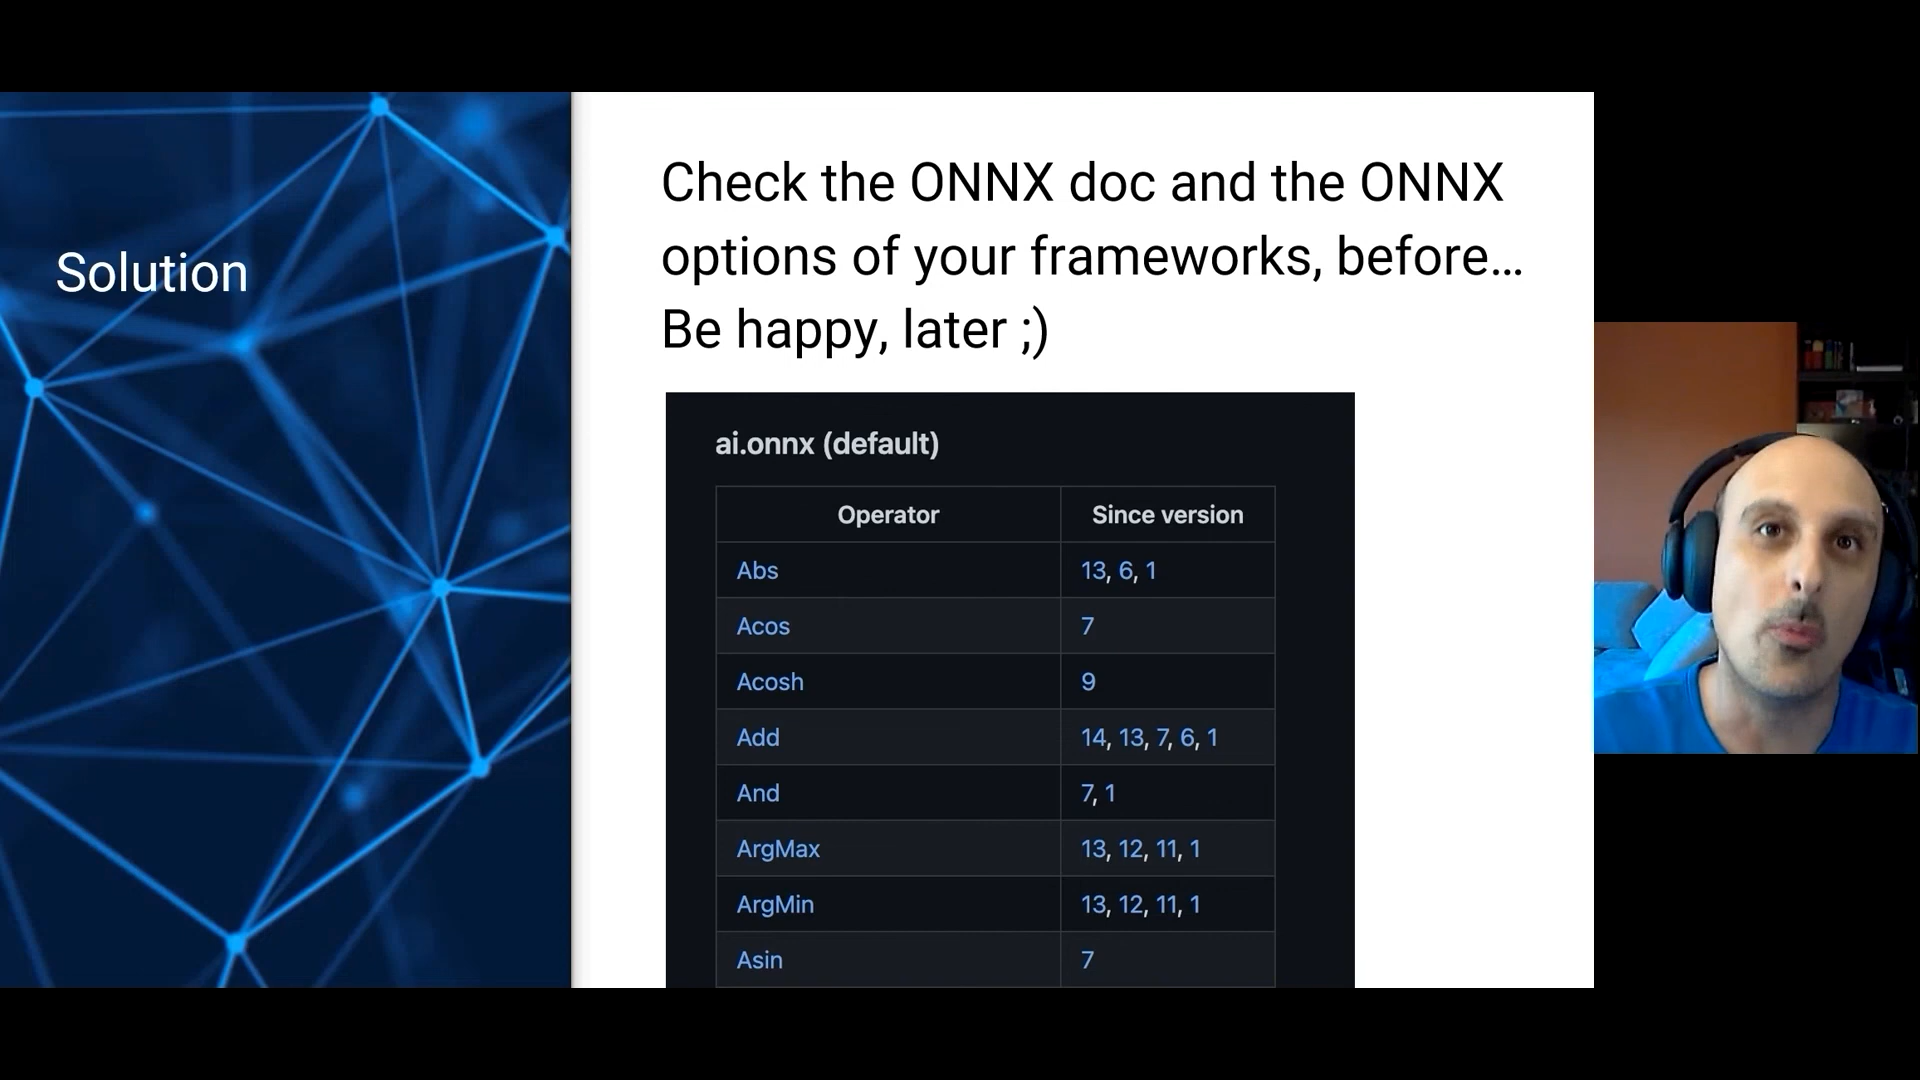 Solution
Check the ONNX doc and the ONNX
options of your frameworks, before...
Be happy, later ;)
ai.onnx (default)
Operator Since version
Abs 13, 6, 1
Acos 7
Acosh 9
Add 14, 13, 7, 6, 1
And 7, 1
ArgMax 13, 12, 11, 1
ArgMin 13, 12, 11, 1
Asin 7